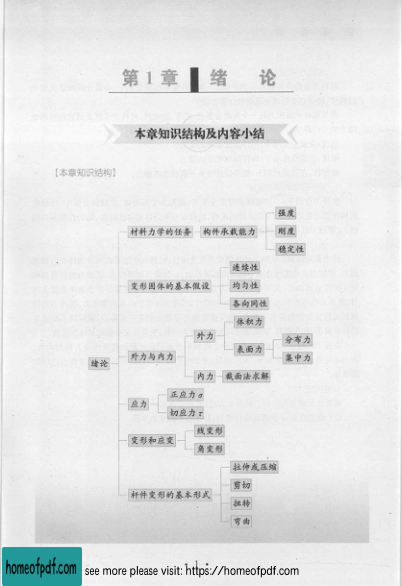 第1章 绪 论
本章知识结构及内容小结
【本章知识结构】
强度
材料力学的任务 构件承载能力 刚度
稳定性
连续性
变形固体的基本假设 均匀性
各向同性
体积力
外力
分布力
表面力
外力与内力 集中力
绪论
内力 截面法求解
正应力σ
应力
切应力τ
线变形
变形和应变
角变形
拉伸或压缩
剪切
杆件变形的基本形式
扭转
弯曲
homeofpdf.com see more please visit: https://homeofpdf.com